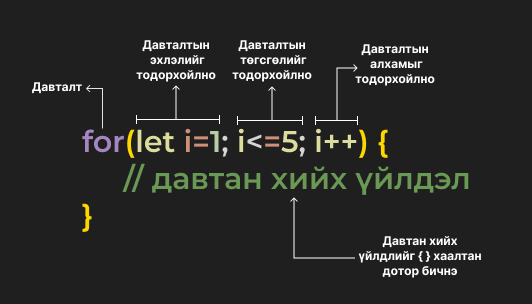 Давталтын
эхлэлийг
тодорхойлно
Давталтын
төгсгөлийг
тодорхойлно
Давталтын
алхамыг
тодорхойлно
Давталт
for(let i=1; i<=5; i++) {
// давтан хийх үйлдэл
}
Давтан хийх
үйлдлийг { } хаалтан
дотор бичнэ